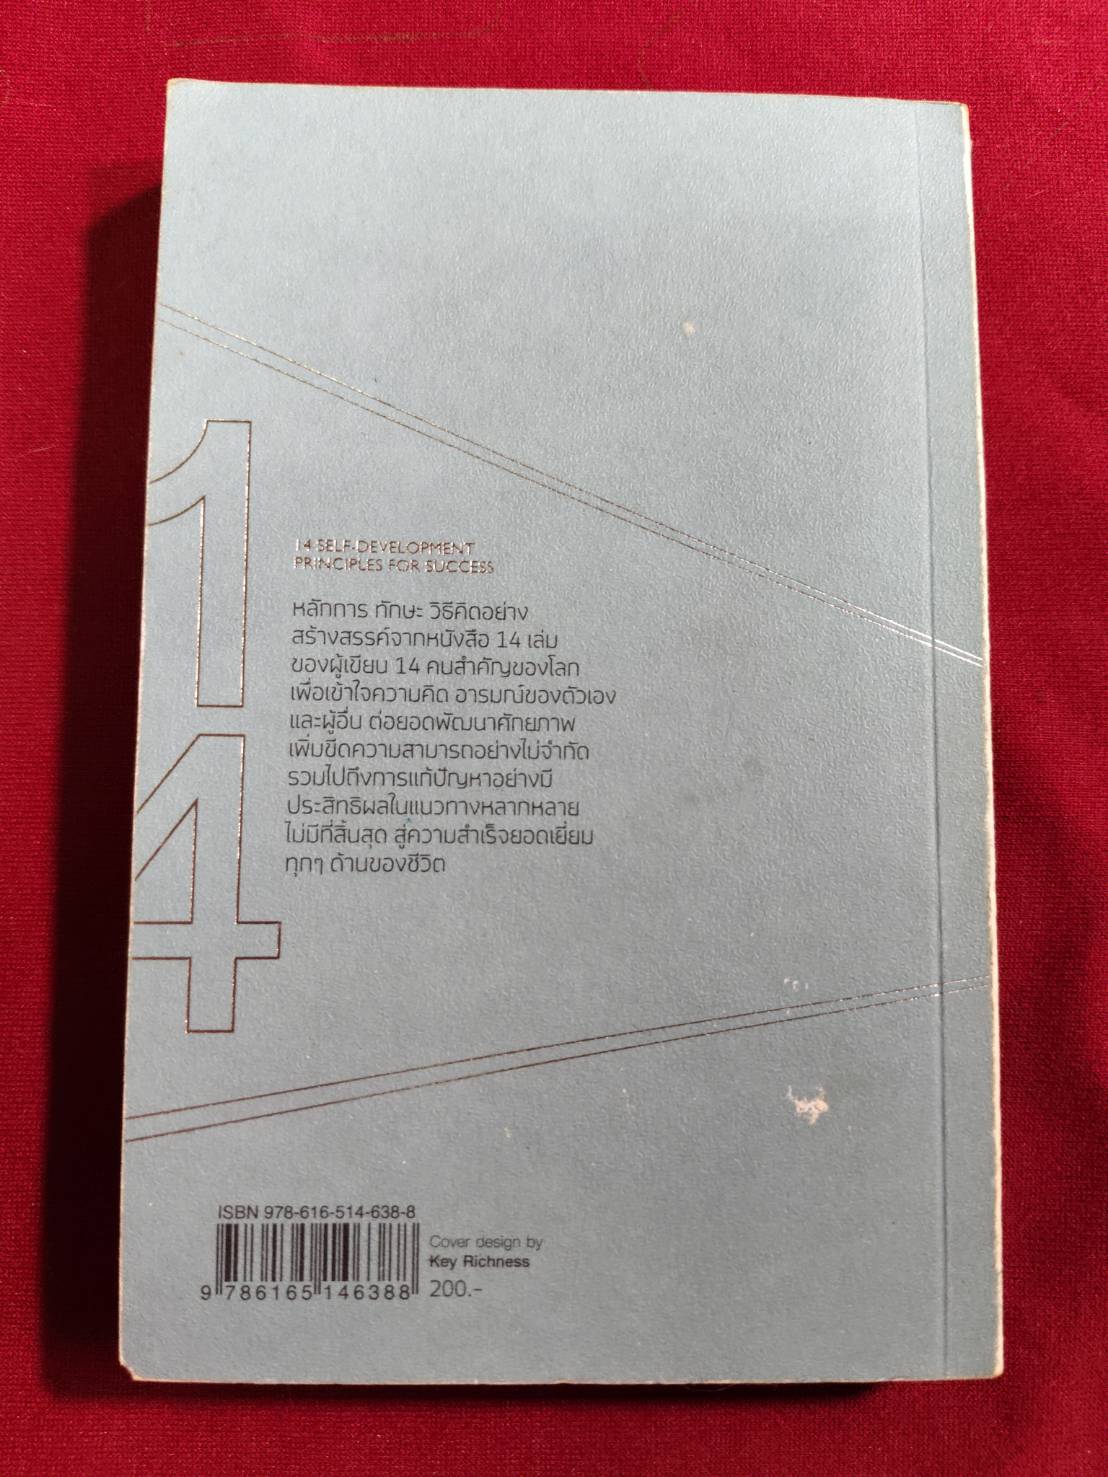 14
14 SELF-DEVELOPMENT
PRINCIPLES FOR SUCCESS
หลักการ ทักษะ วิธีคิดอย่าง
สร้างสรรค์จากหนังสือ 14 เล่ม
ของผู้เขียน 14 คนสำคัญของโลก
เพื่อเข้าใจความคิด อารมณ์ของตัวเอง
และผู้อื่น ต่อยอดพัฒนาศักยภาพ
เพิ่มขีดความสามารถอย่างไม่จำกัด
รวมไปถึงการแก้ปัญหาอย่างมี
ประสิทธิผลในแนวทางหลากหลาย
ไม่มีที่สิ้นสุด สู่ความสำเร็จยอดเยี่ยม
ทุกๆ ด้านของชีวิต
ISBN 978-616-514-638-8
9 786165 146388
Cover design by
Key Richness
200.-